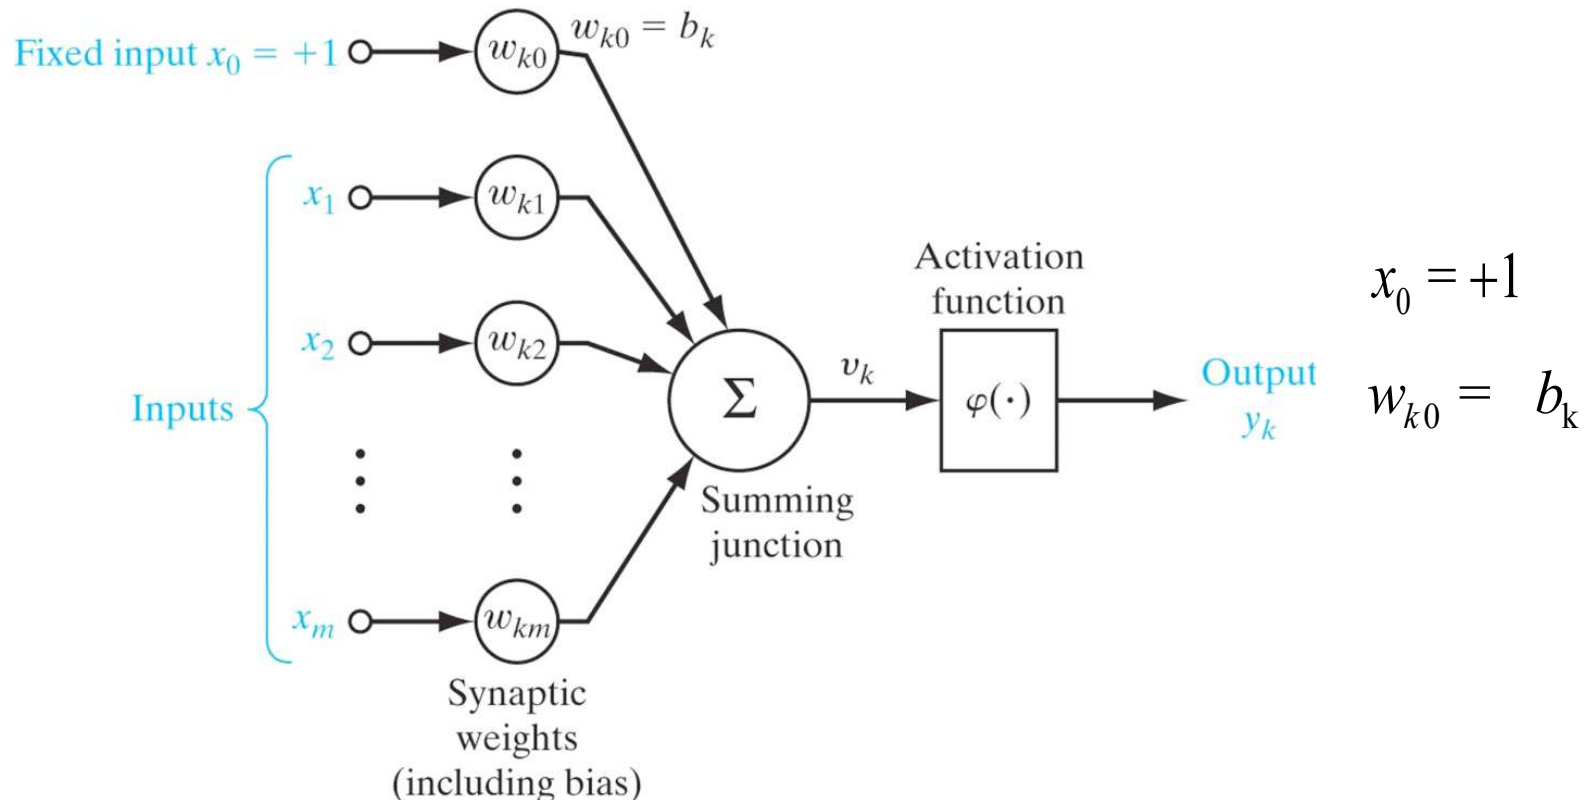 Fixed input x₀ = +1
wₖ₀
wₖ₀ = bₖ
x₁
wₖ₁
x₂
wₖ₂
Inputs
xₘ
wₖₘ
Synaptic
weights
(including bias)
Σ
Summing
junction
vₖ
Activation
function
φ(·)
Output
yₖ
x₀ = +1
wₖ₀ = bₖ